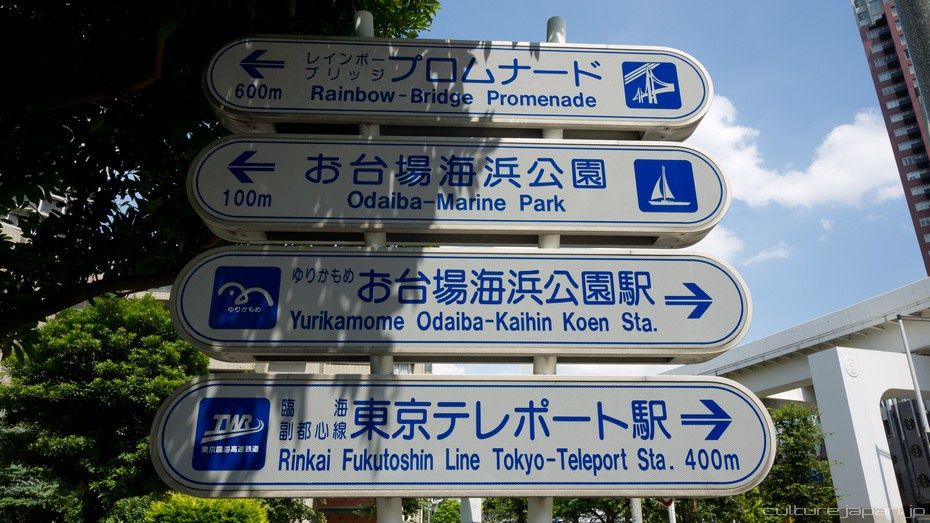 レインボー
ブリッジ プロムナード
600m Rainbow-Bridge Promenade
お台場海浜公園
100m Odaiba-Marine Park
ゆりかもめ お台場海浜公園駅
ゆりかもめ
Yurikamome Odaiba-Kaihin Koen Sta.
臨海
副都心線 東京テレポート駅
TWR
東京臨海高速鉄道
Rinkai Fukutoshin Line Tokyo-Teleport Sta. 400m
culturejapan.jp